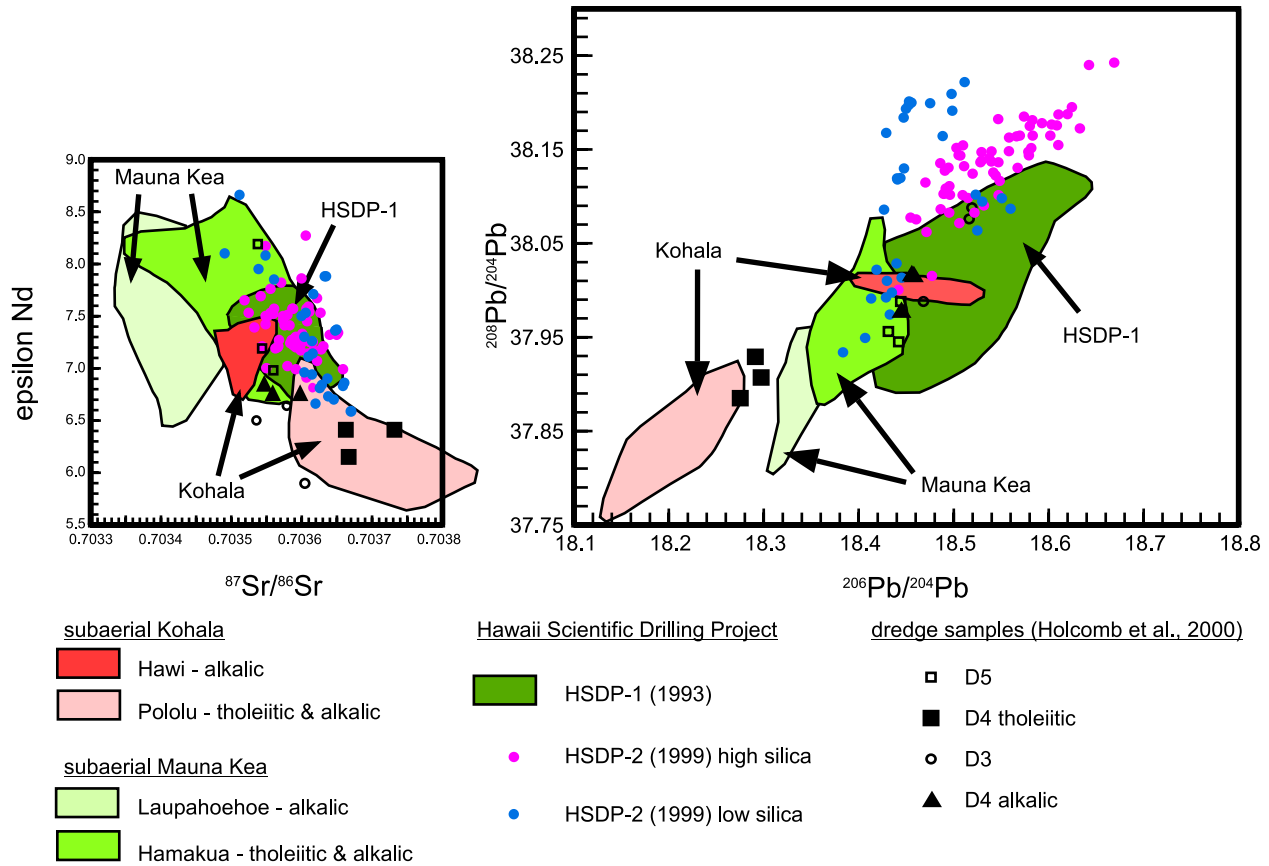 9.0
8.5
8.0
7.5
7.0
6.5
6.0
5.5
epsilon Nd
Mauna Kea
HSDP-1
Kohala
0.7033
0.7034
0.7035
0.7036
0.7037
0.7038
⁸⁷Sr/⁸⁶Sr
38.25
38.15
38.05
37.95
37.85
37.75
²⁰⁸Pb/²⁰⁴Pb
Kohala
HSDP-1
Mauna Kea
18.1
18.2
18.3
18.4
18.5
18.6
18.7
18.8
²⁰⁶Pb/²⁰⁴Pb
subaerial Kohala
Hawi - alkalic
Pololu - tholeiitic & alkalic
subaerial Mauna Kea
Laupahoehoe - alkalic
Hamakua - tholeiitic & alkalic
Hawaii Scientific Drilling Project
HSDP-1 (1993)
HSDP-2 (1999) high silica
HSDP-2 (1999) low silica
dredge samples (Holcomb et al., 2000)
D5
D4 tholeiitic
D3
D4 alkalic